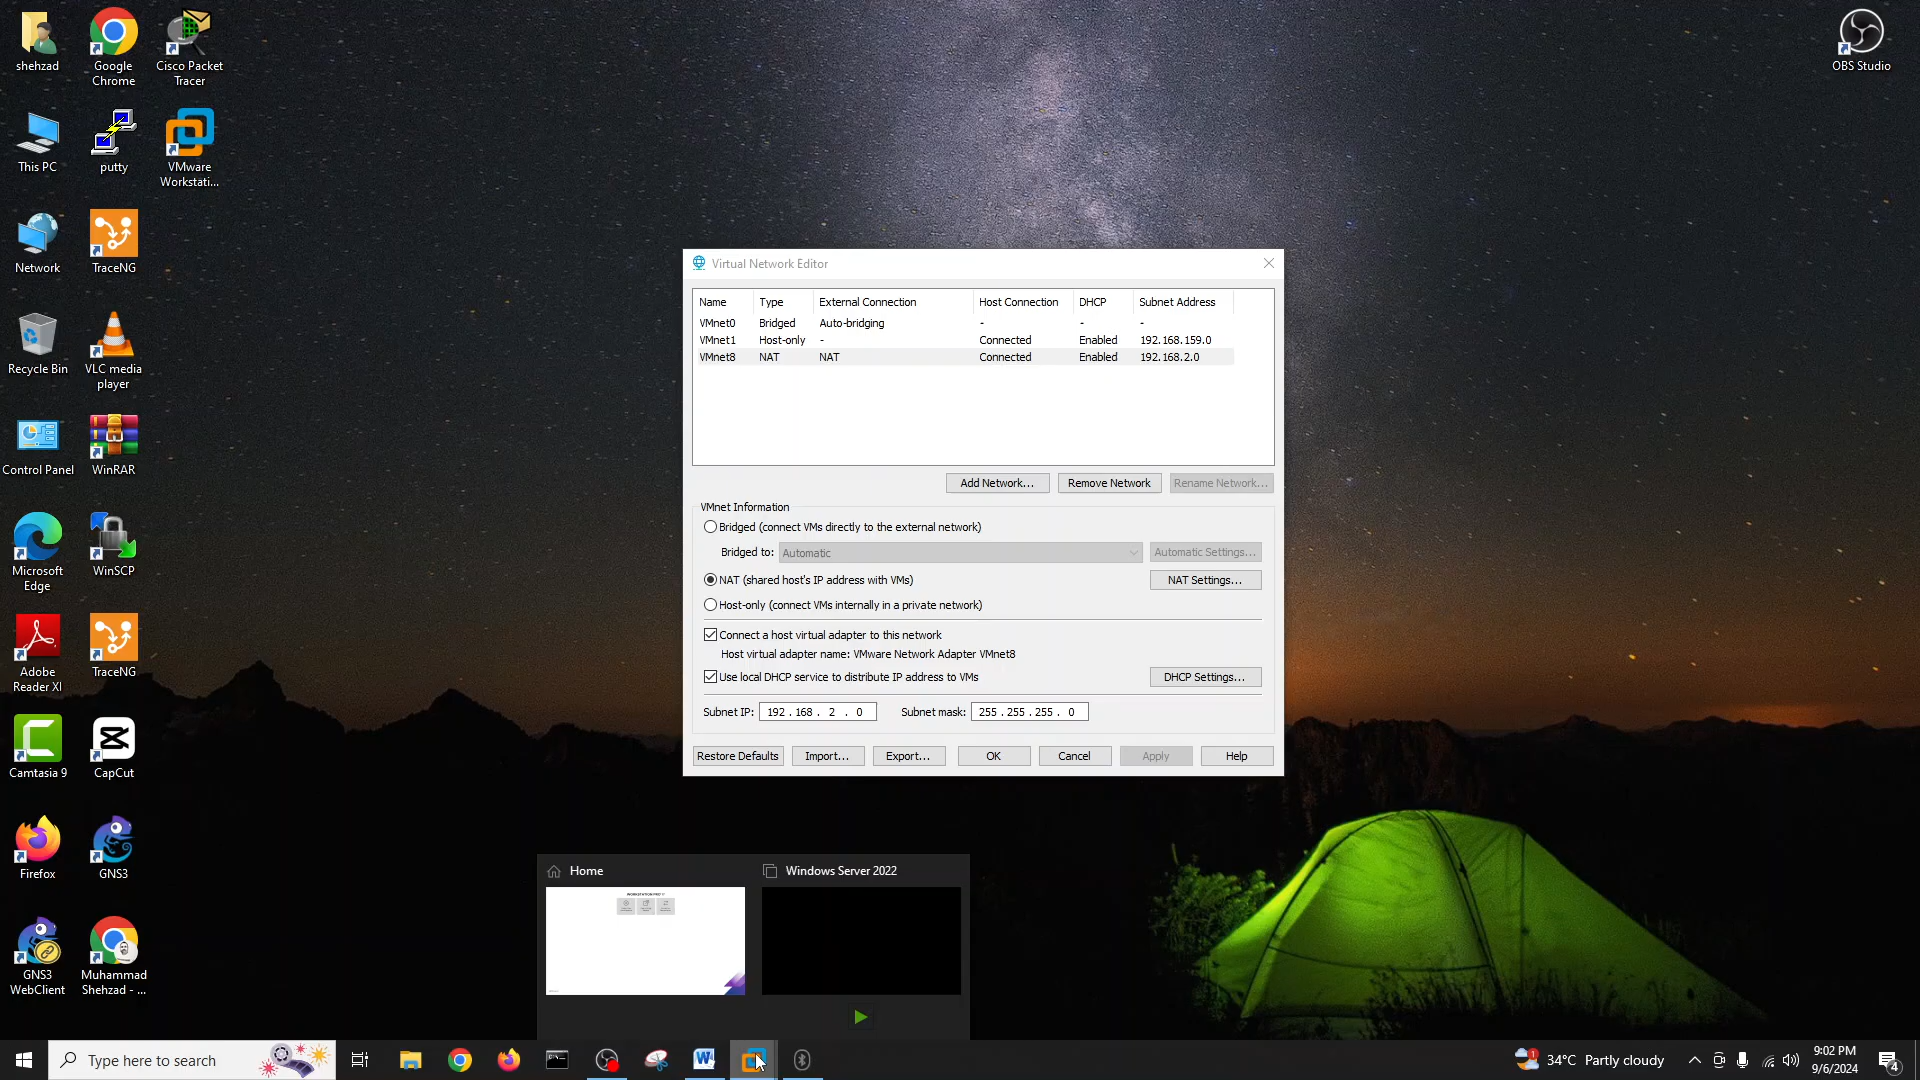 shehzad
Google
Chrome
Cisco Packet
Tracer
OBS Studio
This PC
putty
VMware
Workstati...
Network
TraceNG
Recycle Bin
VLC media
player
Control Panel
WinRAR
Microsoft
Edge
WinSCP
Adobe
Reader XI
TraceNG
Camtasia 9
CapCut
Firefox
GNS3
GNS3
WebClient
Muhammad
Shehzad - ...
Virtual Network Editor
Name Type External Connection Host Connection DHCP Subnet Address
VMnet0 Bridged Auto-bridging - - -
VMnet1 Host-only - Connected Enabled 192.168.159.0
VMnet8 NAT NAT Connected Enabled 192.168.2.0
Add Network... Remove Network Rename Network...
VMnet Information
Bridged (connect VMs directly to the external network)
Bridged to: Automatic Automatic Settings...
NAT (shared host's IP address with VMs) NAT Settings...
Host-only (connect VMs internally in a private network)
Connect a host virtual adapter to this network
Host virtual adapter name: VMware Network Adapter VMnet8
Use local DHCP service to distribute IP address to VMs DHCP Settings...
Subnet IP: 192 . 168 . 2 . 0 Subnet mask: 255 . 255 . 255 . 0
Restore Defaults Import... Export... OK Cancel Apply Help
Home Windows Server 2022
Type here to search
34°C Partly cloudy
9:02 PM
9/6/2024
4